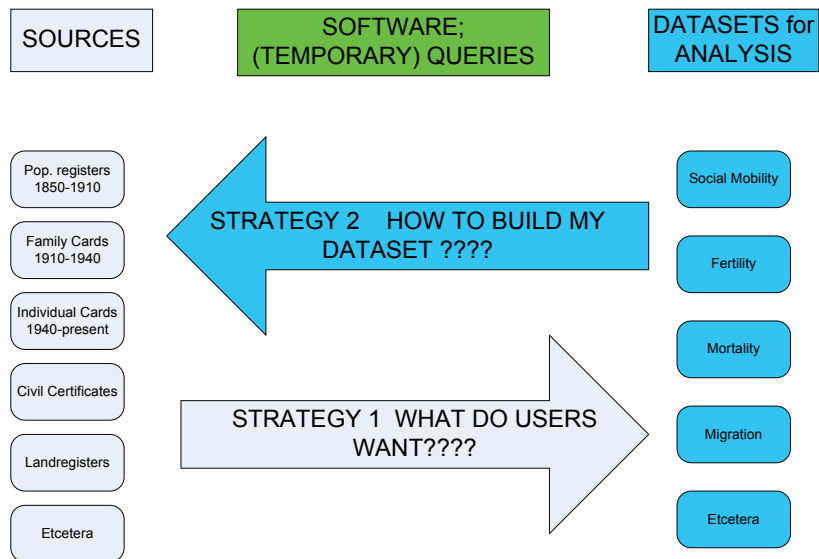 SOURCES
SOFTWARE;
(TEMPORARY) QUERIES
DATASETS for
ANALYSIS
Pop. registers
1850-1910
Family Cards
1910-1940
Individual Cards
1940-present
Civil Certificates
Landregisters
Etcetera
STRATEGY 2 HOW TO BUILD MY
DATASET ????
STRATEGY 1 WHAT DO USERS
WANT????
Social Mobility
Fertility
Mortality
Migration
Etcetera